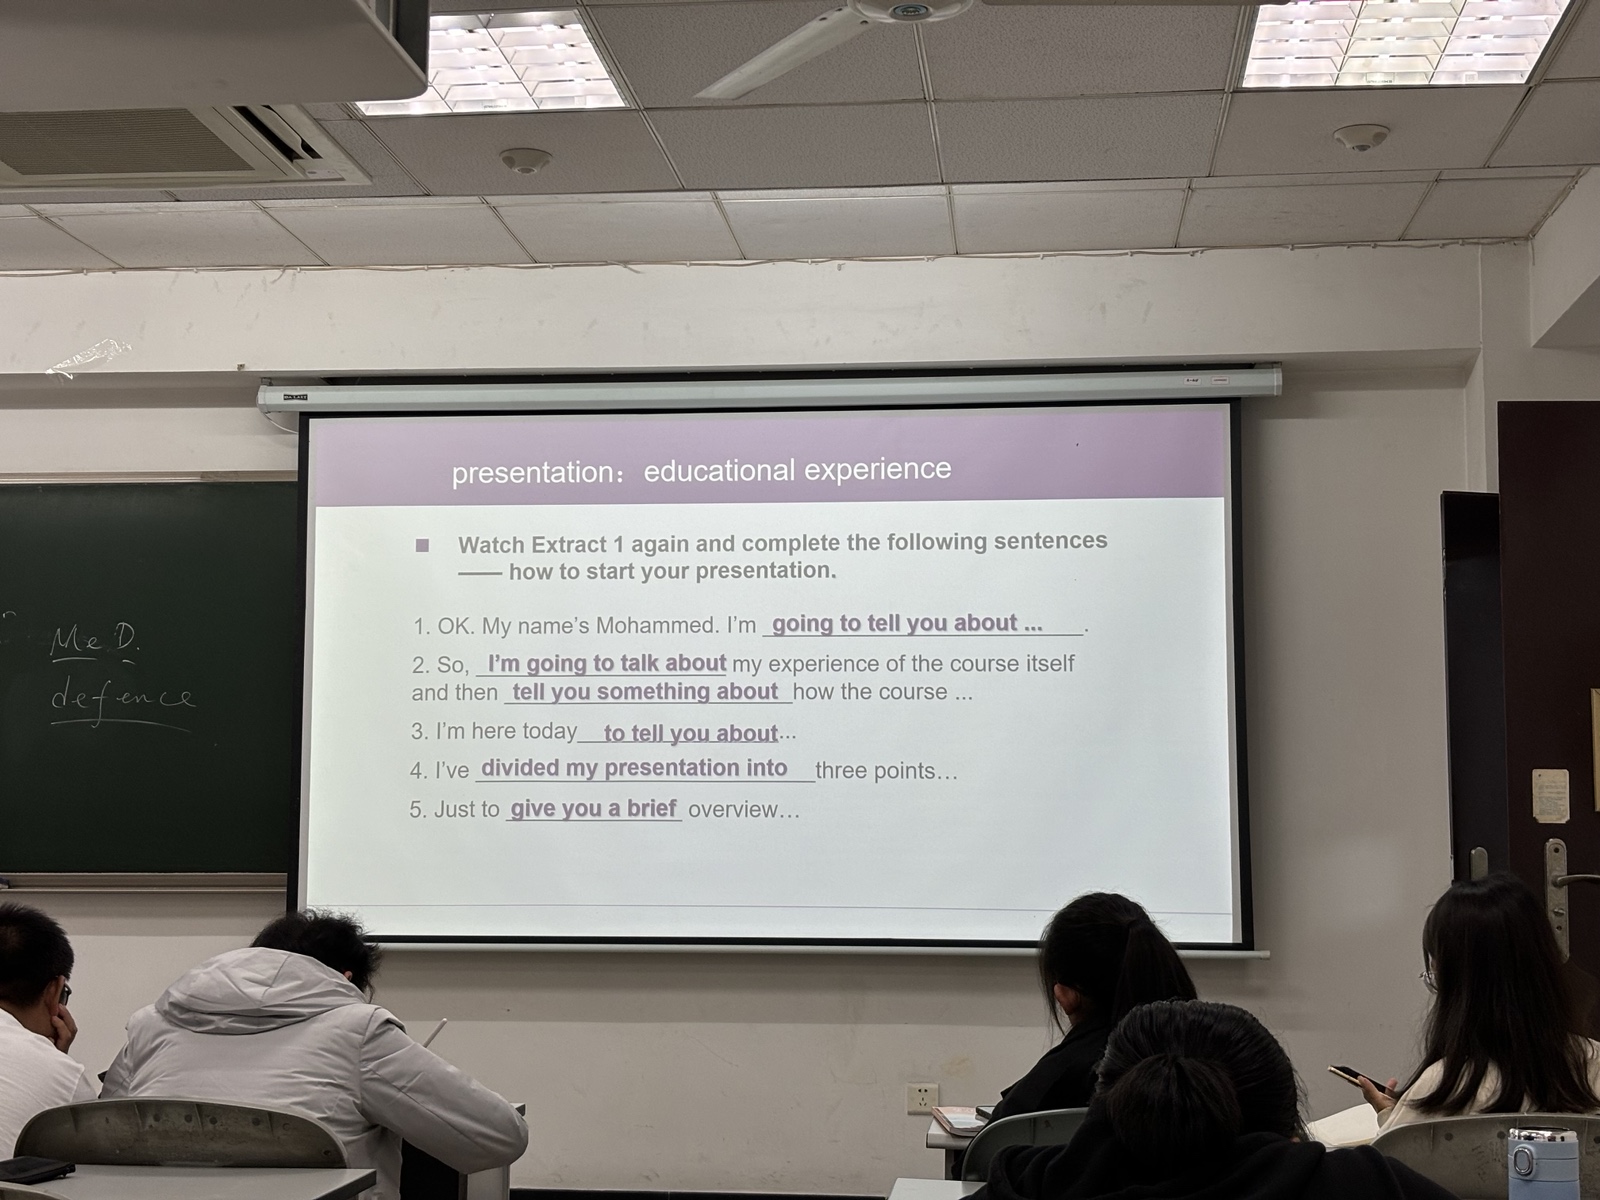 presentation： educational experience
■ Watch Extract 1 again and complete the following sentences
—— how to start your presentation.
1. OK. My name’s Mohammed. I’m going to tell you about ... .
2. So, I’m going to talk about my experience of the course itself
and then tell you something about how the course ...
3. I’m here today to tell you about...
4. I’ve divided my presentation into three points…
5. Just to give you a brief overview…
Me D.
defence